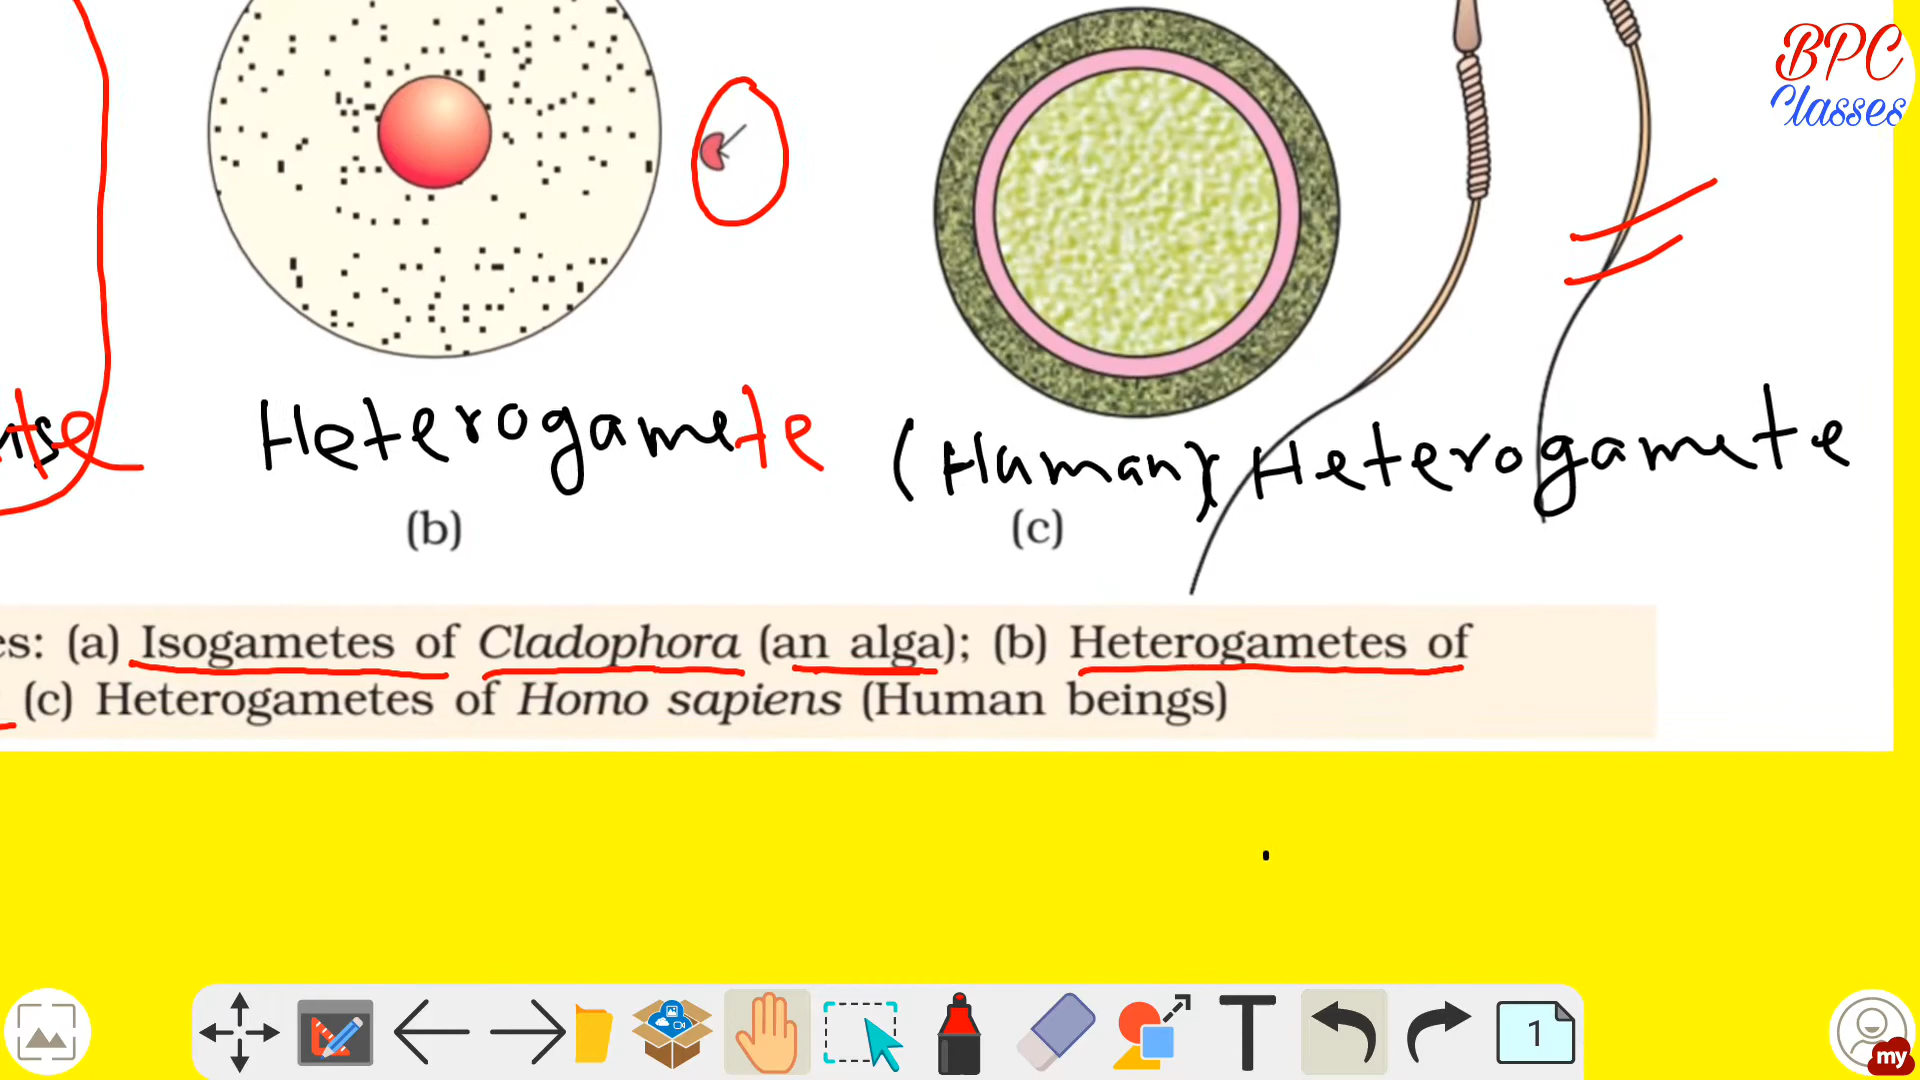 BPC
Classes
Heterogamete
(Human) Heterogamete
(b)
(c)
es: (a) Isogametes of Cladophora (an alga); (b) Heterogametes of
(c) Heterogametes of Homo sapiens (Human beings)
1
my